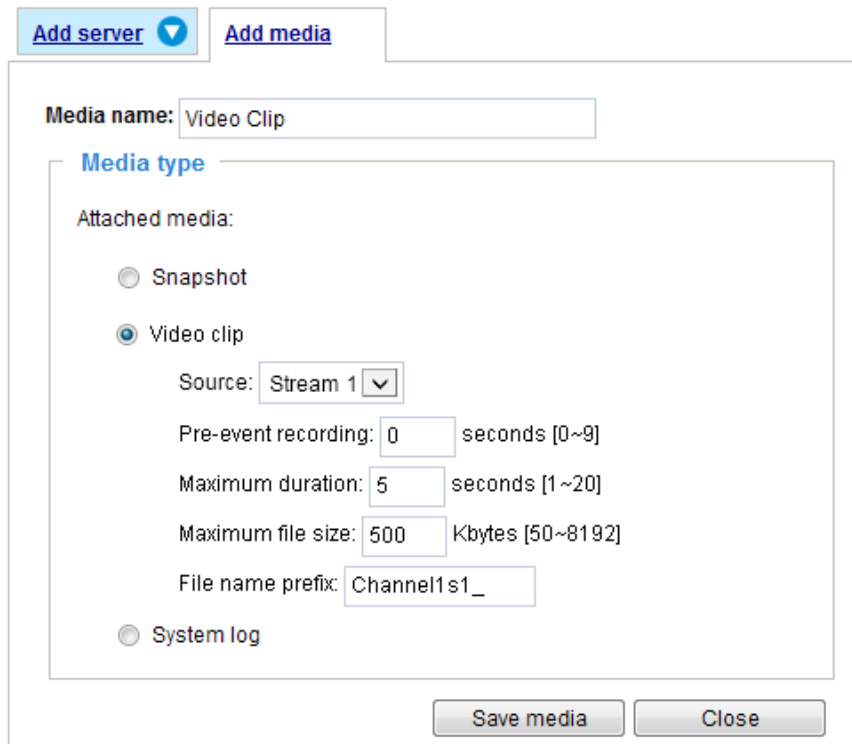 Add server Add media
Media name: Video Clip
Media type
Attached media:
Snapshot
Video clip
Source: Stream 1
Pre-event recording: 0 seconds [0~9]
Maximum duration: 5 seconds [1~20]
Maximum file size: 500 Kbytes [50~8192]
File name prefix: Channel1s1_
System log
Save media Close